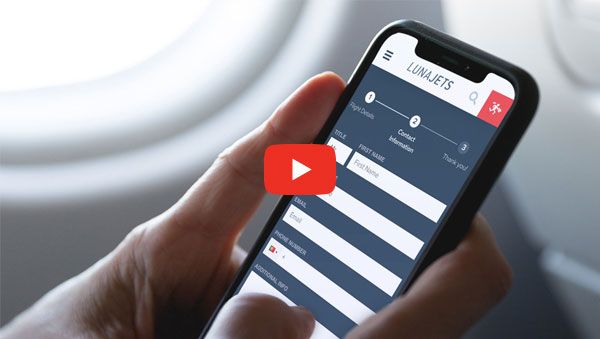 LUNAJETS
1
2
3
Flight Details
Contact
Information
Thank you!
TITLE
FIRST NAME
First Name
EMAIL
Email
PHONE NUMBER
ADDITIONAL INFO